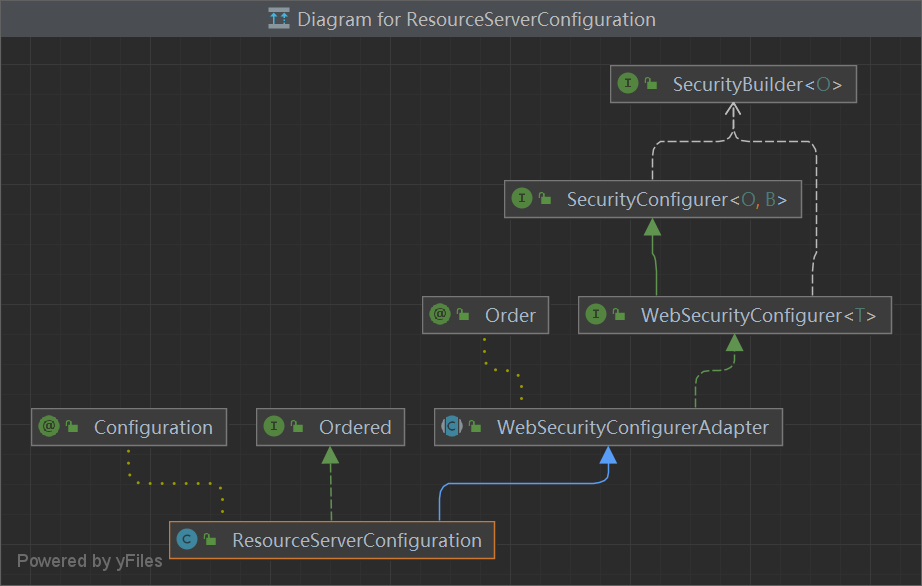 Diagram for ResourceServerConfiguration
I SecurityBuilder<O>
I SecurityConfigurer<O, B>
@ Order
I WebSecurityConfigurer<T>
@ Configuration
I Ordered
C WebSecurityConfigurerAdapter
C ResourceServerConfiguration
Powered by yFiles